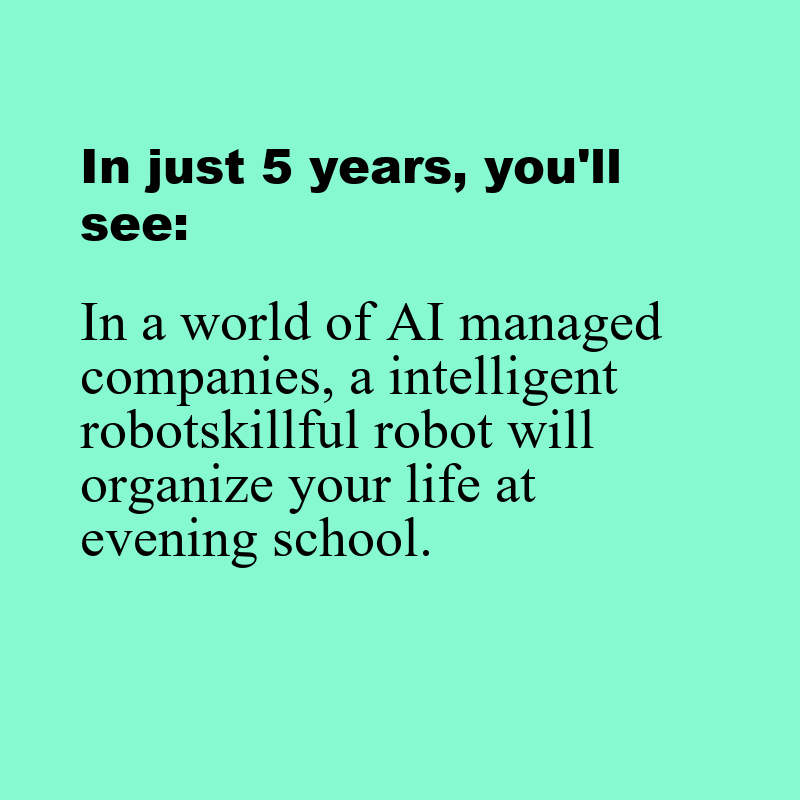 In just 5 years, you'll
see:
In a world of AI managed
companies, a intelligent
robotskillful robot will
organize your life at
evening school.